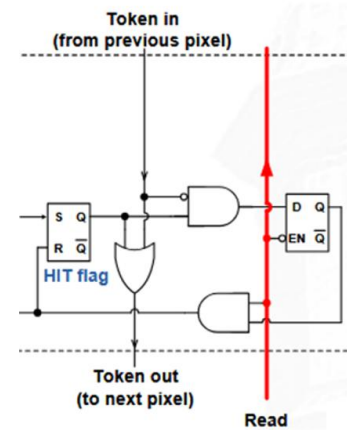 Token in
(from previous pixel)
S Q
R Q̅
HIT flag
D Q
EN Q̅
Token out
(to next pixel)
Read